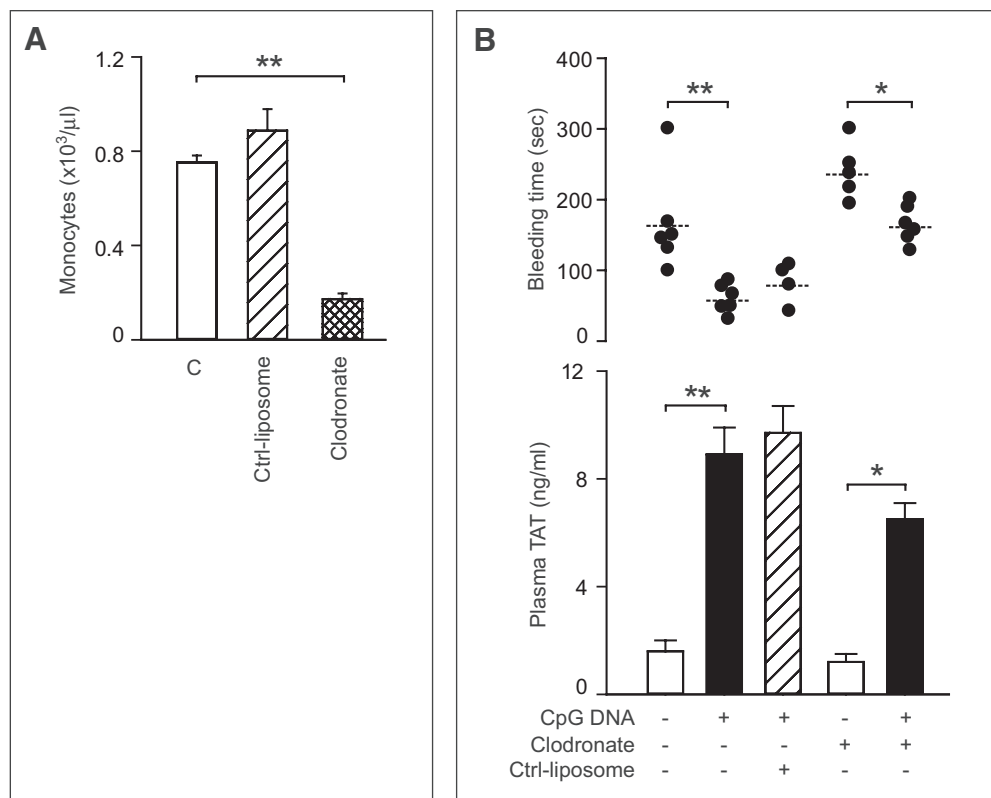 A
Monocytes (x10³/µl)
1.2
0.8
0.4
0
**
C
Ctrl-liposome
Clodronate
B
Bleeding time (sec)
400
300
200
100
0
**
*
Plasma TAT (ng/ml)
12
8
4
0
**
*
CpG DNA - + + - +
Clodronate - - - + +
Ctrl-liposome - - + - -